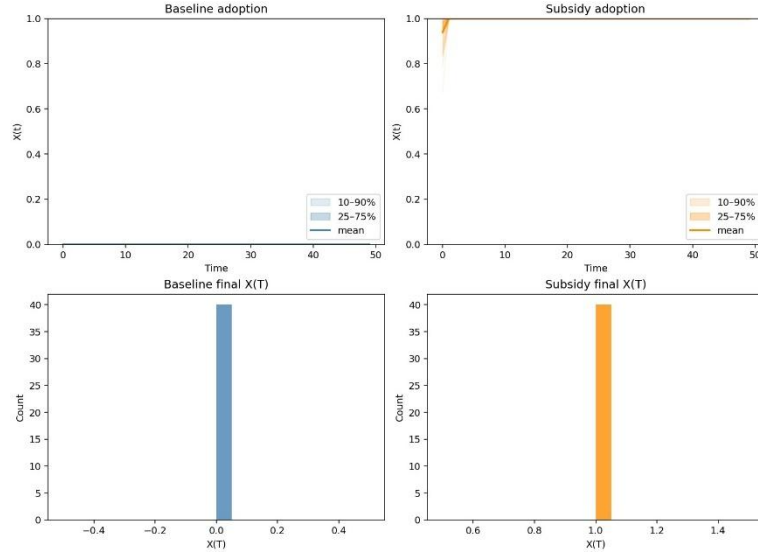 Baseline adoption
1.0
0.8
0.6
0.4
0.2
0.0
X(t)
10–90%
25–75%
mean
0 10 20 30 40 50
Time
Subsidy adoption
1.0
0.8
0.6
0.4
0.2
0.0
X(t)
10–90%
25–75%
mean
0 10 20 30 40 50
Time
Baseline final X(T)
40
35
30
25
20
15
10
5
0
Count
−0.4 −0.2 0.0 0.2 0.4
X(T)
Subsidy final X(T)
40
35
30
25
20
15
10
5
0
Count
0.6 0.8 1.0 1.2 1.4
X(T)